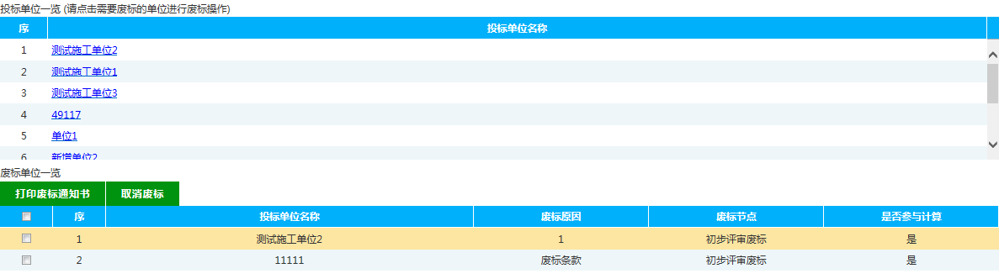 投标单位一览 (请点击需要废标的单位进行废标操作)
序 投标单位名称
1 测试施工单位2
2 测试施工单位1
3 测试施工单位3
4 49117
5 单位1
6 新增单位2
废标单位一览
打印废标通知书 取消废标
序 投标单位名称 废标原因 废标节点 是否参与计算
1 测试施工单位2 1 初步评审废标 是
2 11111 废标条款 初步评审废标 是